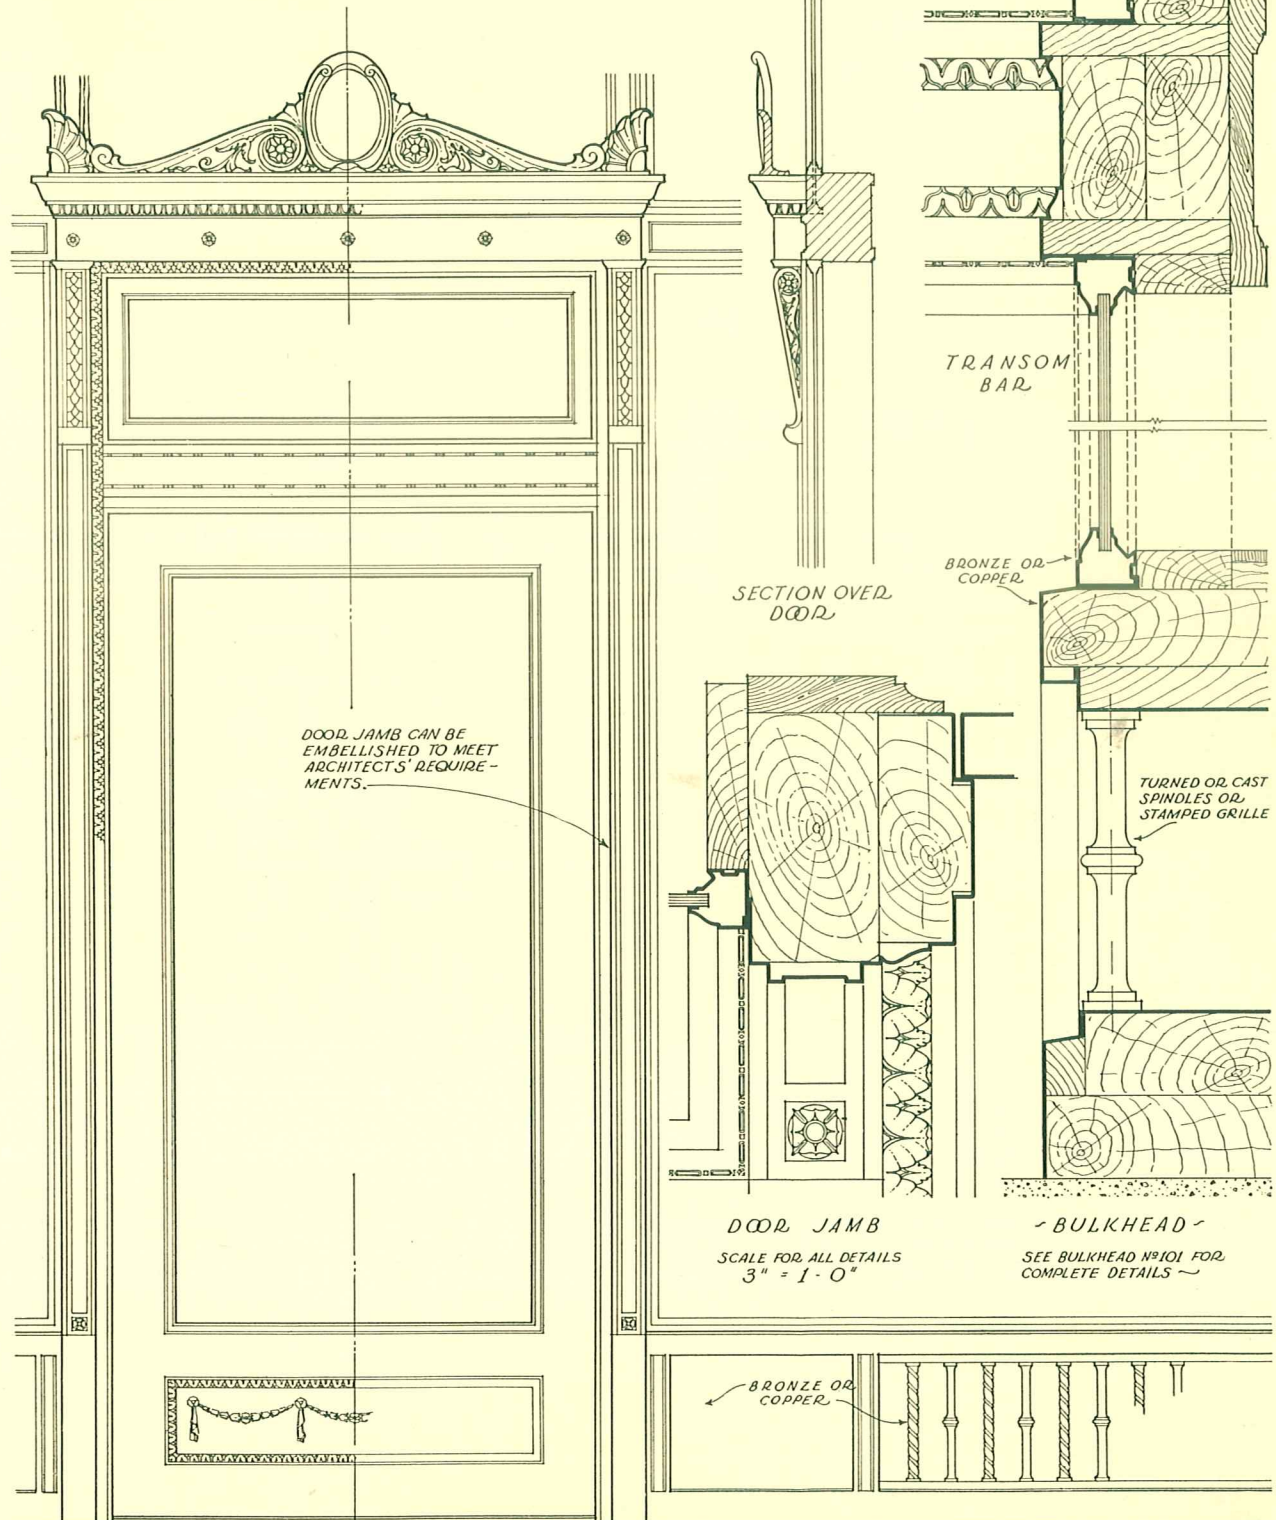 TRANSOM
BAR
BRONZE OR
COPPER
SECTION OVER
DOOR
DOOR JAMB CAN BE
EMBELLISHED TO MEET
ARCHITECTS' REQUIRE-
MENTS.
TURNED OR CAST
SPINDLES OR
STAMPED GRILLE
DOOR JAMB
SCALE FOR ALL DETAILS
3" = 1-0"
~BULKHEAD~
SEE BULKHEAD Nº101 FOR
COMPLETE DETAILS ~
BRONZE OR
COPPER